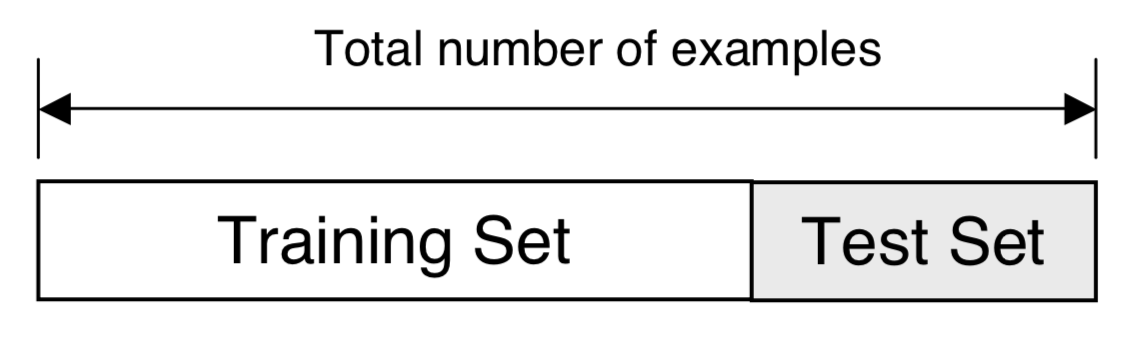 Total number of examples
Training Set
Test Set